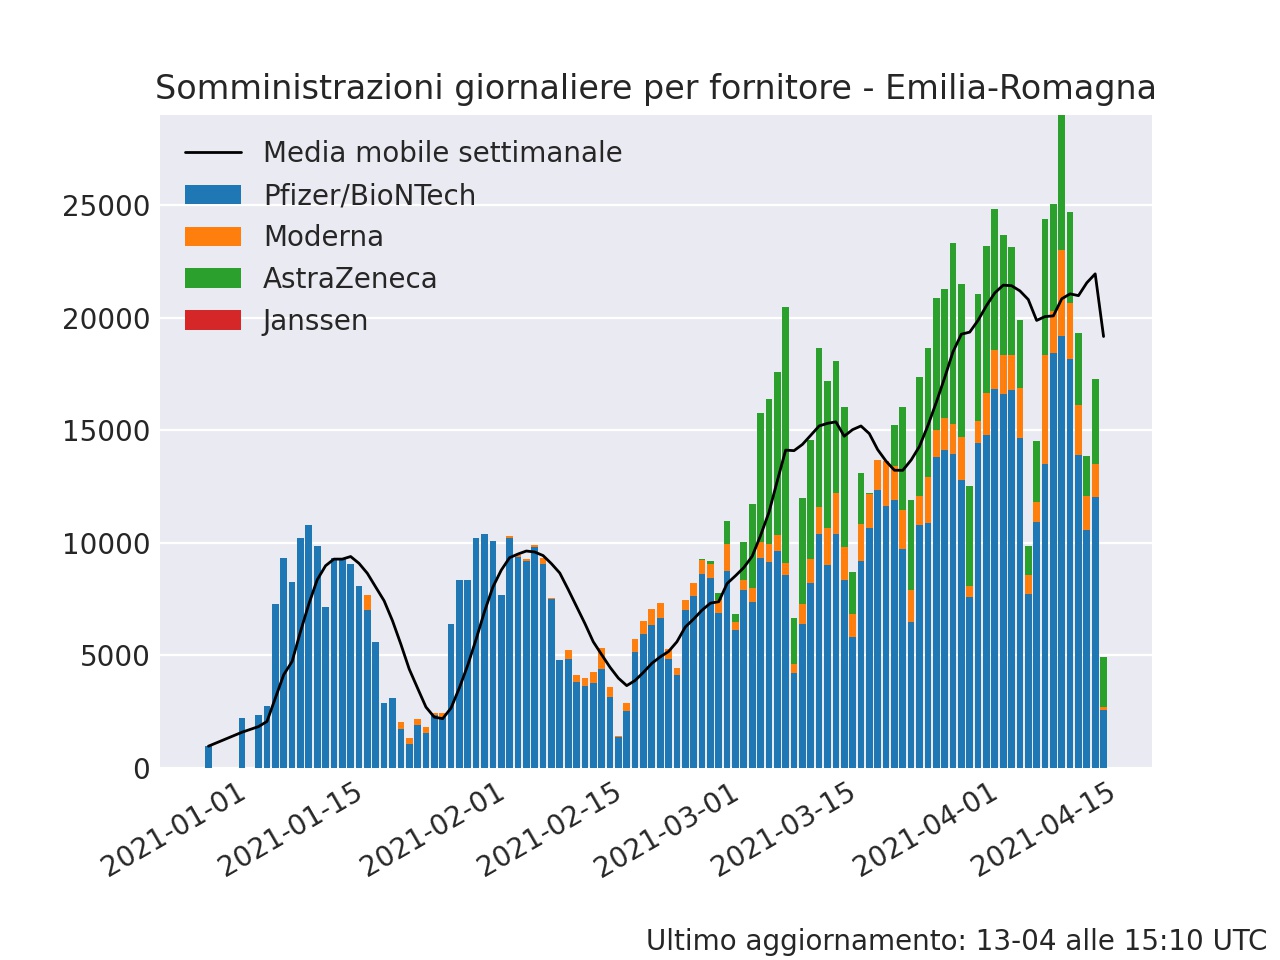 Somministrazioni giornaliere per fornitore - Emilia-Romagna
Media mobile settimanale
Pfizer/BioNTech
Moderna
AstraZeneca
Janssen
25000
20000
15000
10000
5000
0
2021-01-01
2021-01-15
2021-02-01
2021-02-15
2021-03-01
2021-03-15
2021-04-01
2021-04-15
Ultimo aggiornamento: 13-04 alle 15:10 UTC